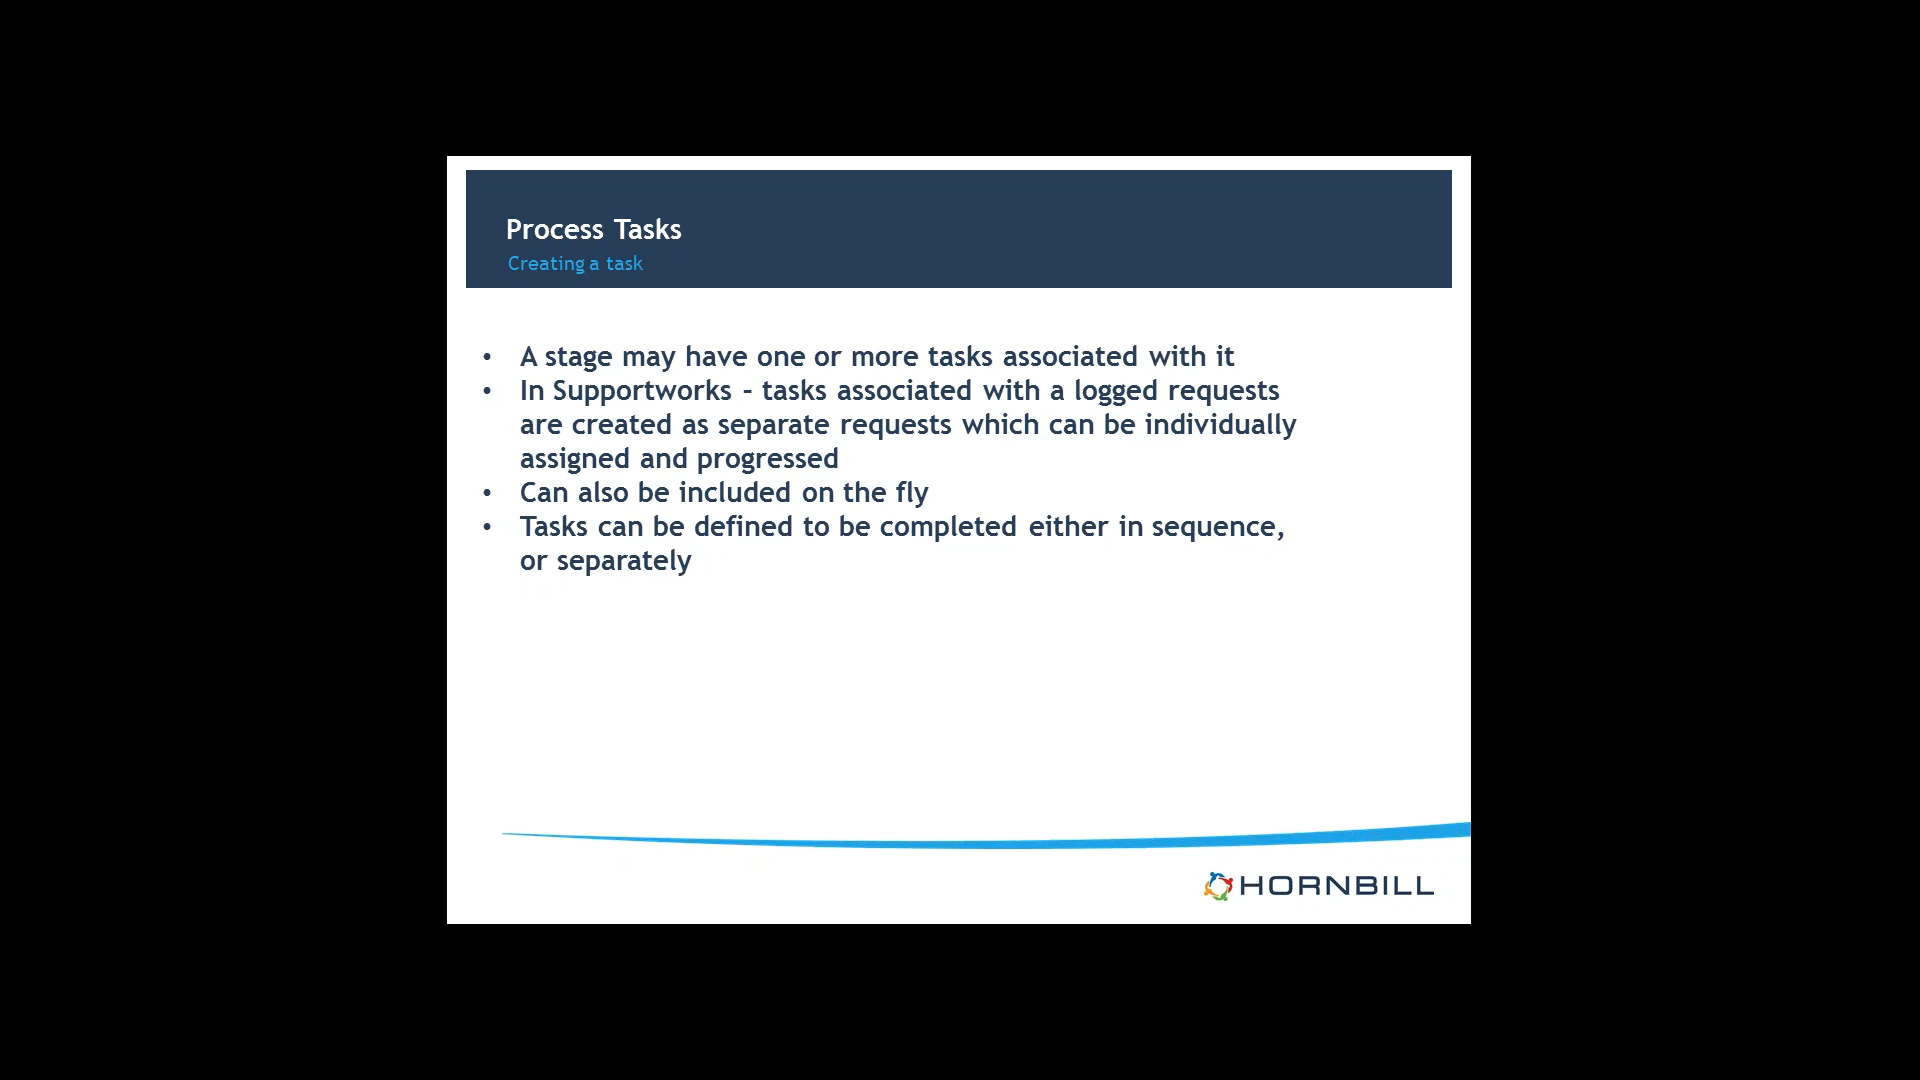 Process Tasks
Creating a task
• A stage may have one or more tasks associated with it
• In Supportworks – tasks associated with a logged requests
are created as separate requests which can be individually
assigned and progressed
• Can also be included on the fly
• Tasks can be defined to be completed either in sequence,
or separately
HORNBILL